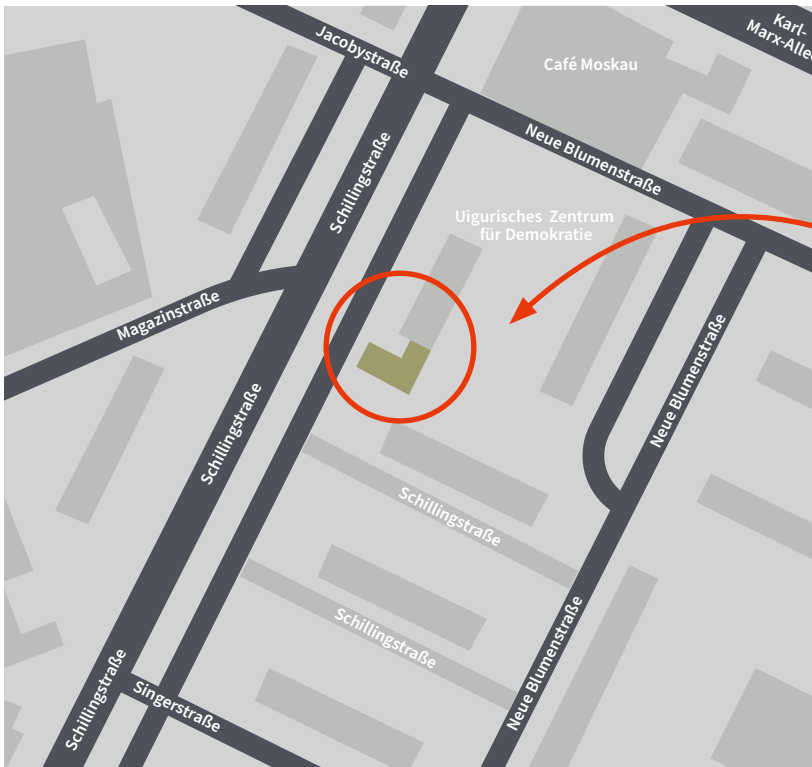 Karl-
Marx-Allee
Jacobystraße
Café Moskau
Schillingstraße
Neue Blumenstraße
Uigurisches Zentrum
für Demokratie
Magazinstraße
Neue Blumenstraße
Schillingstraße
Schillingstraße
Schillingstraße
Neue Blumenstraße
Schillingstraße
Singerstraße